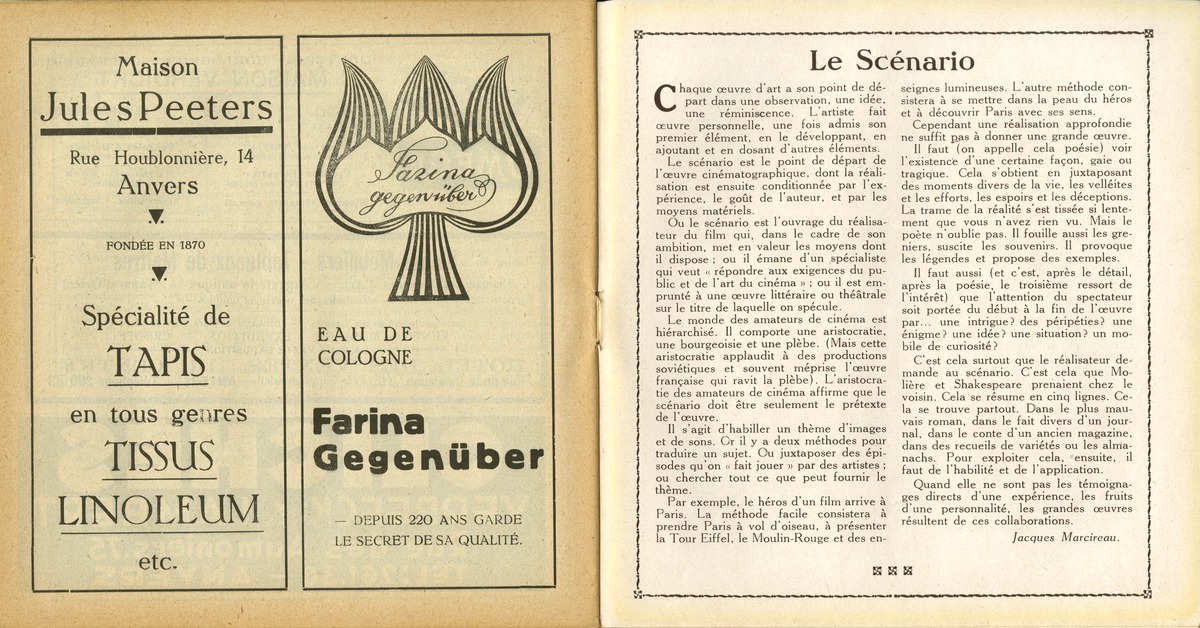 Maison
Jules Peeters
Rue Houblonnière, 14
Anvers
FONDÉE EN 1870
Spécialité de
TAPIS
en tous genres
TISSUS
LINOLEUM
etc.
Farina
gegenüber
EAU DE
COLOGNE
Farina
Gegenüber
— DEPUIS 220 ANS GARDE
LE SECRET DE SA QUALITÉ.
Le Scénario
Chaque œuvre d'art a son point de dé-
part dans une observation, une idée,
une réminiscence. L'artiste fait
œuvre personnelle, une fois admis son
premier élément, en le développant, en
ajoutant et en dosant d'autres éléments.
Le scénario est le point de départ de
l'œuvre cinématographique, dont la réali-
sation est ensuite conditionnée par l'ex-
périence, le goût de l'auteur, et par les
moyens matériels.
Ou le scénario est l'ouvrage du réalisa-
teur du film qui, dans le cadre de son
ambition, met en valeur les moyens dont
il dispose ; ou il émane d'un spécialiste
qui veut « répondre aux exigences du pu-
blic et de l'art du cinéma » ; ou il est em-
prunté à une œuvre littéraire ou théâtrale
sur le titre de laquelle on spécule.
Le monde des amateurs de cinéma est
hiérarchisé. Il comporte une aristocratie,
une bourgeoisie et une plèbe. (Mais cette
aristocratie applaudit à des productions
soviétiques et souvent méprise l'œuvre
française qui ravit la plèbe). L'aristocra-
tie des amateurs de cinéma affirme que le
scénario doit être seulement le prétexte
de l'œuvre.
Il s'agit d'habiller un thème d'images
et de sons. Or il y a deux méthodes pour
traduire un sujet. Ou juxtaposer des épi-
sodes qu'on « fait jouer » par des artistes ;
ou chercher tout ce que peut fournir le
thème.
Par exemple, le héros d'un film arrive à
Paris. La méthode facile consistera à
prendre Paris à vol d'oiseau, à présenter
la Tour Eiffel, le Moulin-Rouge et des en-
seignes lumineuses. L'autre méthode con-
sistera à se mettre dans la peau du héros
et à découvrir Paris avec ses sens.
Cependant une réalisation approfondie
ne suffit pas à donner une grande œuvre.
Il faut (on appelle cela poésie) voir
l'existence d'une certaine façon, gaie ou
tragique. Cela s'obtient en juxtaposant
des moments divers de la vie, les velléités
et les efforts, les espoirs et les déceptions.
La trame de la réalité s'est tissée si lente-
ment que vous n'avez rien vu. Mais le
poète n'oublie pas. Il fouille aussi les gre-
niers, suscite les souvenirs. Il provoque
les légendes et propose des exemples.
Il faut aussi (et c'est, après le détail,
après la poésie, le troisième ressort de
l'intérêt) que l'attention du spectateur
soit portée du début à la fin de l'œuvre
par... une intrigue? des péripéties? une
énigme? une idée? une situation? un mo-
bile de curiosité?
C'est cela surtout que le réalisateur de-
mande au scénario. C'est cela que Mo-
lière et Shakespeare prenaient chez le
voisin. Cela se résume en cinq lignes. Ce-
la se trouve partout. Dans le plus mau-
vais roman, dans le fait divers d'un jour-
nal, dans le conte d'un ancien magazine,
dans des recueils de variétés ou les alma-
nachs. Pour exploiter cela, ensuite, il
faut de l'habilité et de l'application.
Quand elle ne sont pas les témoigna-
ges directs d'une expérience, les fruits
d'une personnalité, les grandes œuvres
résultent de ces collaborations.
Jacques Marcireau.